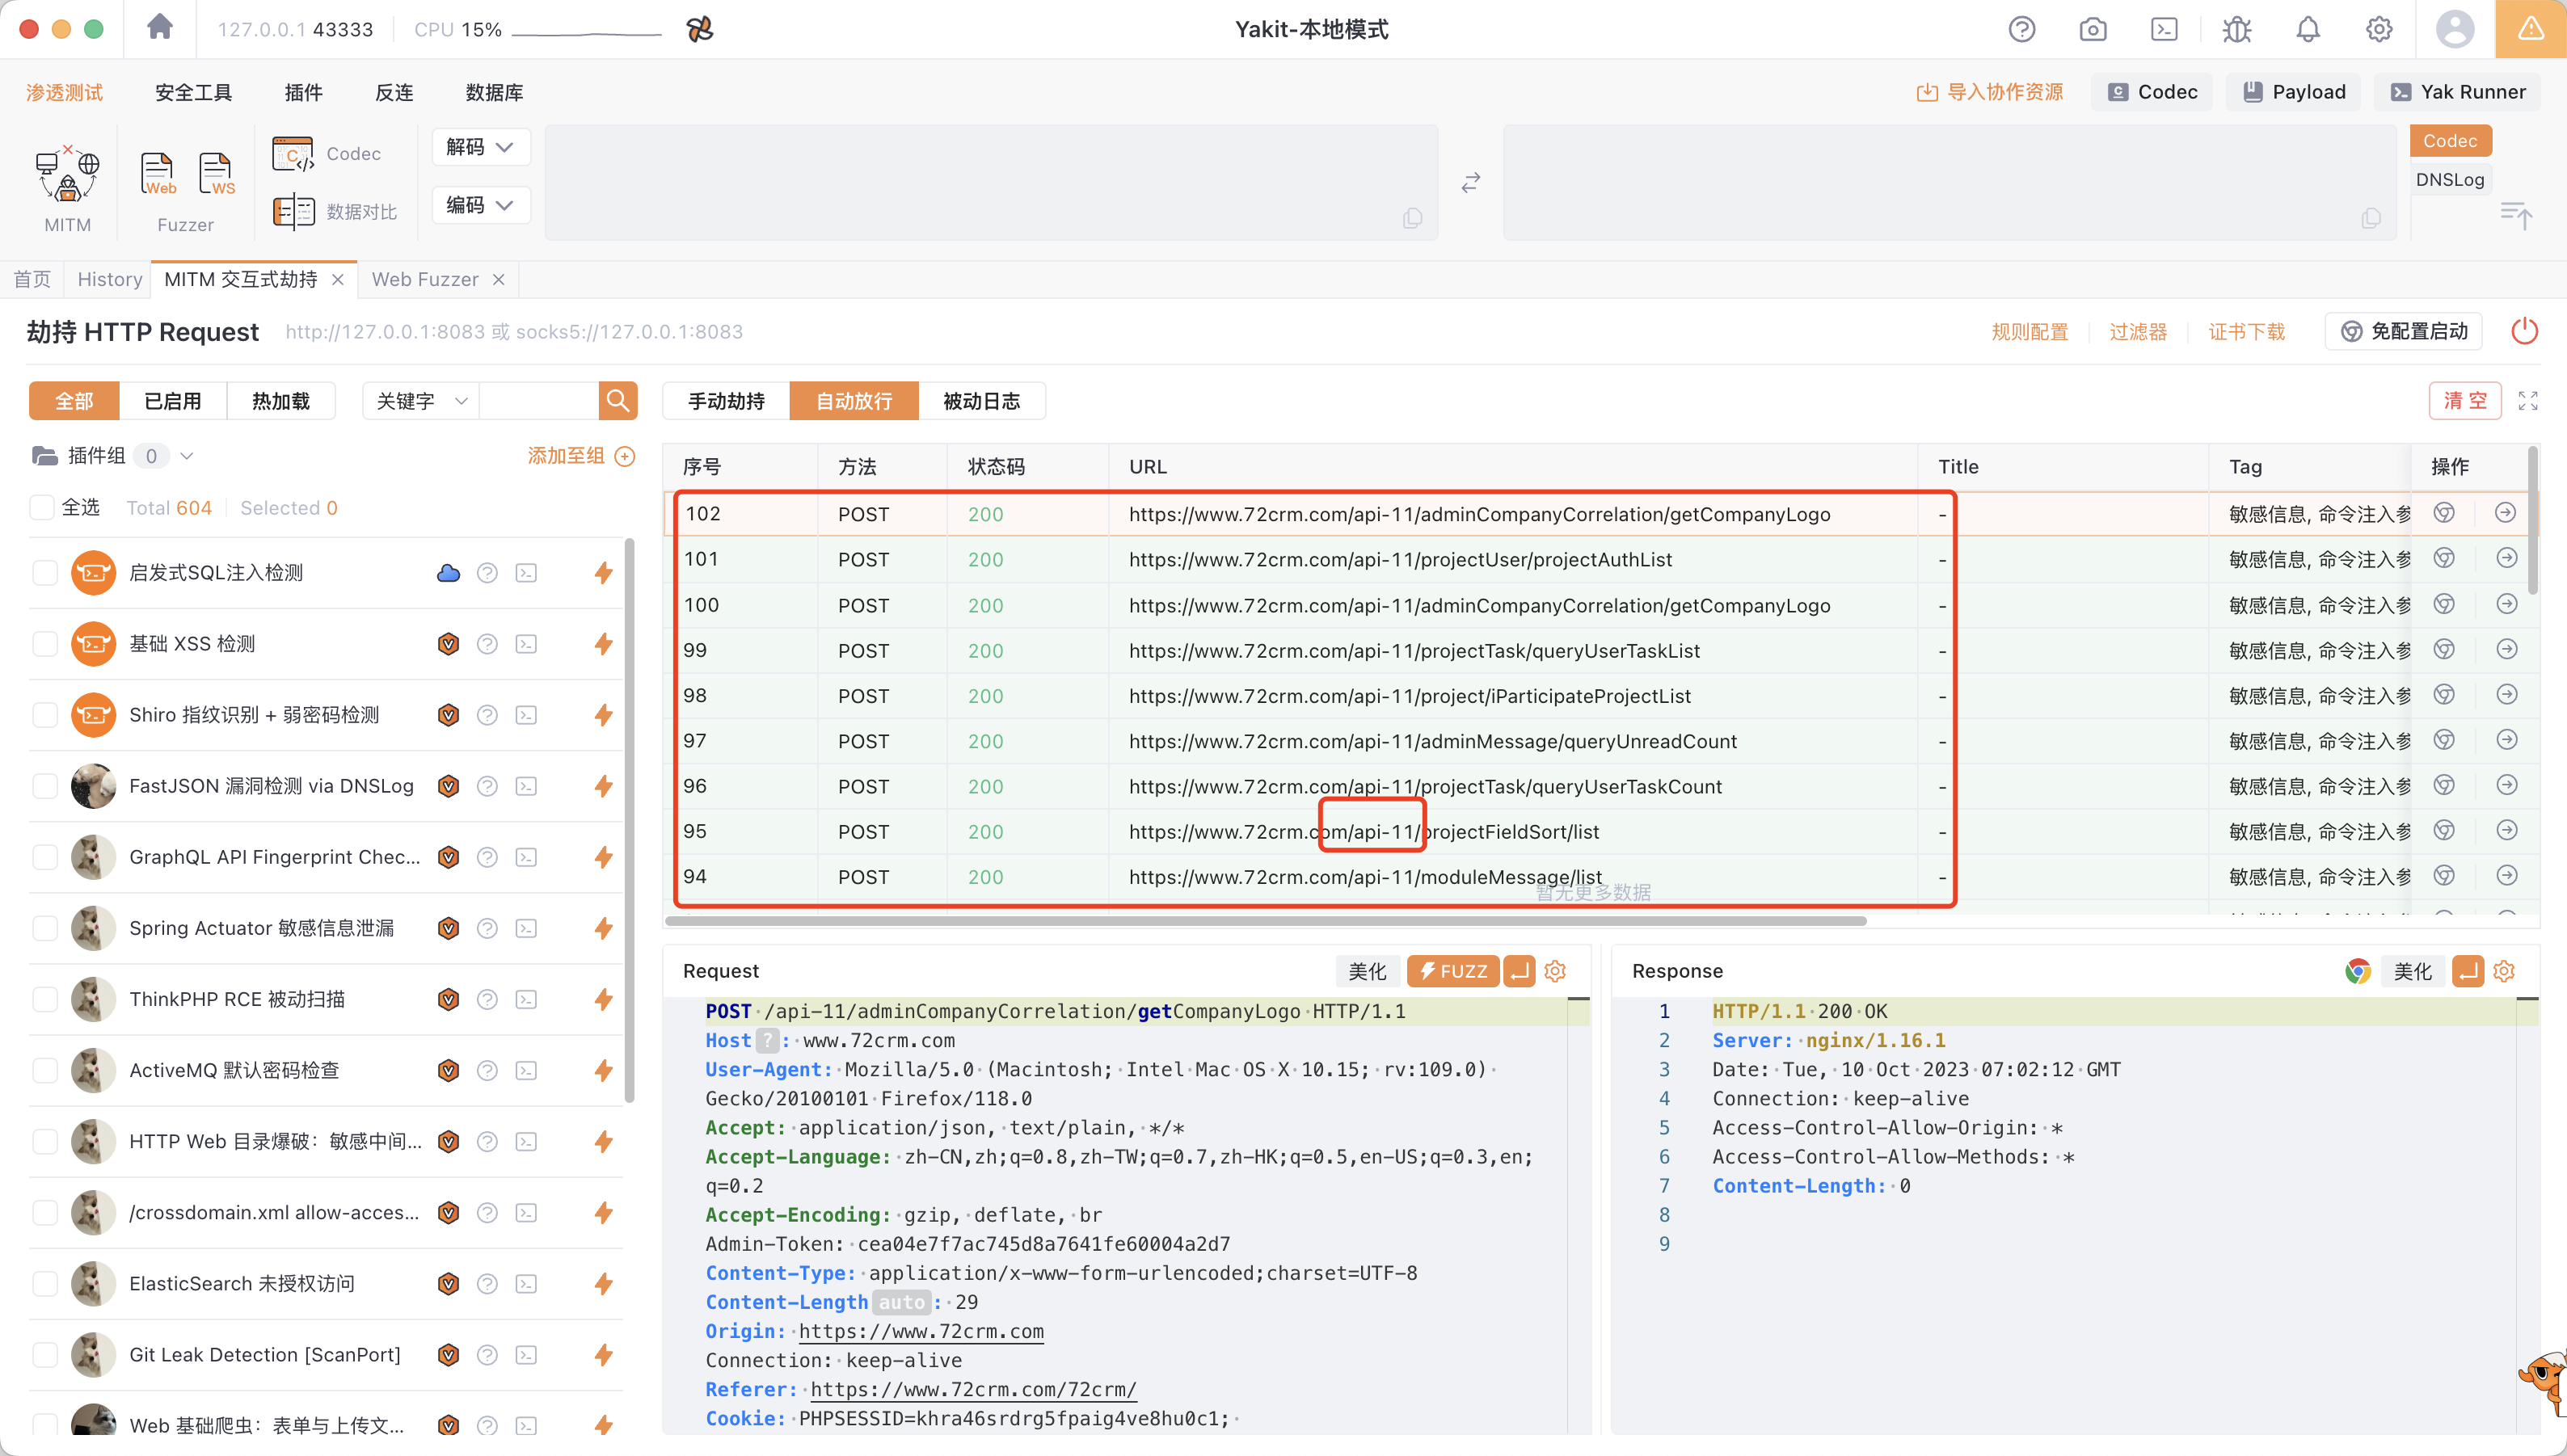 127.0.0.1 43333 CPU 15% Yakit-本地模式
渗透测试 安全工具 插件 反连 数据库 导入协作资源 Codec Payload Yak Runner
MITM Web WS Fuzzer Codec 数据对比 解码 编码 Codec DNSLog
首页 History MITM 交互式劫持 Web Fuzzer
劫持 HTTP Request http://127.0.0.1:8083 或 socks5://127.0.0.1:8083 规则配置 过滤器 证书下载 免配置启动
全部 已启用 热加载 关键字 手动劫持 自动放行 被动日志 清 空
插件组 0 添加至组
全选 Total 604 Selected 0
启发式SQL注入检测
基础 XSS 检测
Shiro 指纹识别 + 弱密码检测
FastJSON 漏洞检测 via DNSLog
GraphQL API Fingerprint Chec...
Spring Actuator 敏感信息泄漏
ThinkPHP RCE 被动扫描
ActiveMQ 默认密码检查
HTTP Web 目录爆破：敏感中间...
/crossdomain.xml allow-acces...
ElasticSearch 未授权访问
Git Leak Detection [ScanPort]
Web 基础爬虫：表单与上传文...
序号 方法 状态码 URL Title Tag 操作
102 POST 200 https://www.72crm.com/api-11/adminCompanyCorrelation/getCompanyLogo - 敏感信息, 命令注入参
101 POST 200 https://www.72crm.com/api-11/projectUser/projectAuthList - 敏感信息, 命令注入参
100 POST 200 https://www.72crm.com/api-11/adminCompanyCorrelation/getCompanyLogo - 敏感信息, 命令注入参
99 POST 200 https://www.72crm.com/api-11/projectTask/queryUserTaskList - 敏感信息, 命令注入参
98 POST 200 https://www.72crm.com/api-11/project/iParticipateProjectList - 敏感信息, 命令注入参
97 POST 200 https://www.72crm.com/api-11/adminMessage/queryUnreadCount - 敏感信息, 命令注入参
96 POST 200 https://www.72crm.com/api-11/projectTask/queryUserTaskCount - 敏感信息, 命令注入参
95 POST 200 https://www.72crm.com/api-11/projectFieldSort/list - 敏感信息, 命令注入参
94 POST 200 https://www.72crm.com/api-11/moduleMessage/list - 敏感信息, 命令注入参
暂无更多数据
Request 美化 FUZZ
POST /api-11/adminCompanyCorrelation/getCompanyLogo HTTP/1.1
Host ? : www.72crm.com
User-Agent: Mozilla/5.0 (Macintosh; Intel Mac OS X 10.15; rv:109.0)
Gecko/20100101 Firefox/118.0
Accept: application/json, text/plain, */*
Accept-Language: zh-CN,zh;q=0.8,zh-TW;q=0.7,zh-HK;q=0.5,en-US;q=0.3,en;
q=0.2
Accept-Encoding: gzip, deflate, br
Admin-Token: cea04e7f7ac745d8a7641fe60004a2d7
Content-Type: application/x-www-form-urlencoded;charset=UTF-8
Content-Length auto : 29
Origin: https://www.72crm.com
Connection: keep-alive
Referer: https://www.72crm.com/72crm/
Cookie: PHPSESSID=khra46srdrg5fpaig4ve8hu0c1;
Response 美化
1 HTTP/1.1 200 OK
2 Server: nginx/1.16.1
3 Date: Tue, 10 Oct 2023 07:02:12 GMT
4 Connection: keep-alive
5 Access-Control-Allow-Origin: *
6 Access-Control-Allow-Methods: *
7 Content-Length: 0
8
9